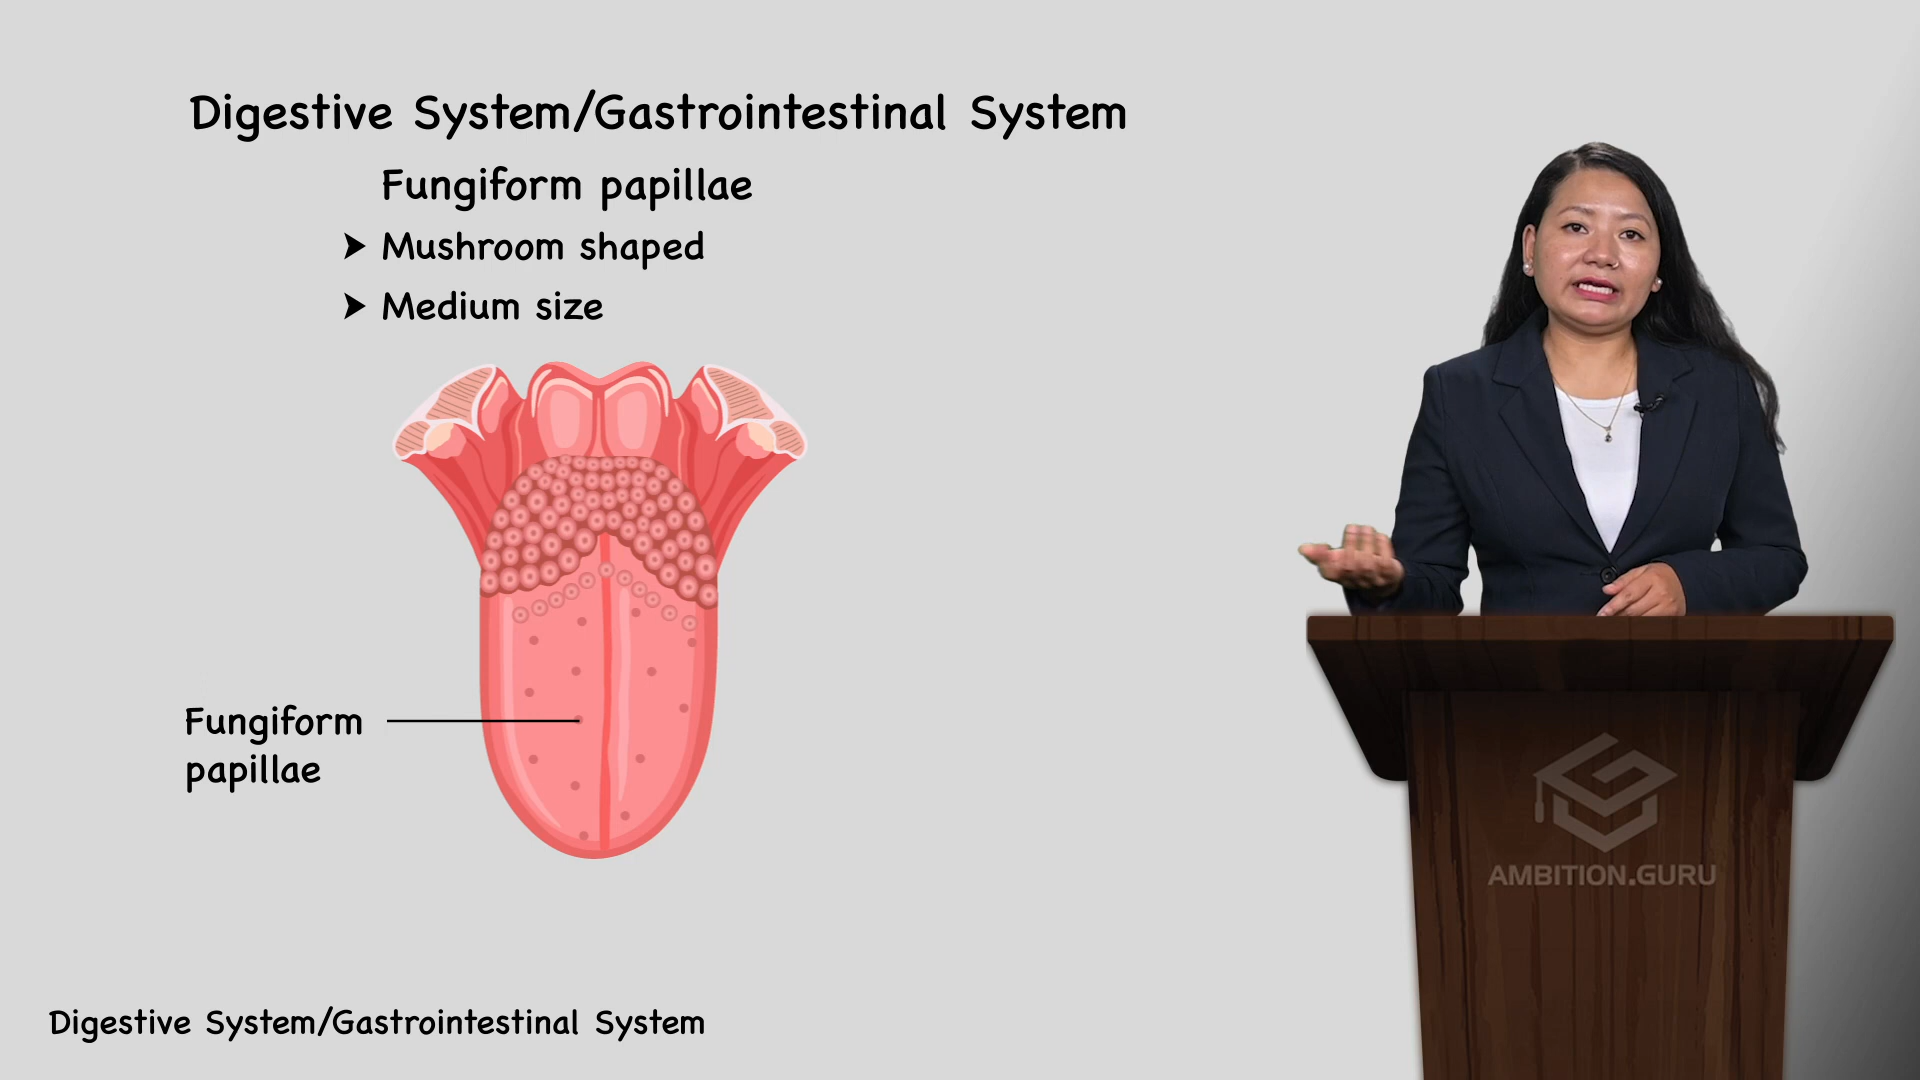 Digestive System/Gastrointestinal System
Fungiform papillae
➤ Mushroom shaped
➤ Medium size
Fungiform
papillae
AMBITION.GURU
Digestive System/Gastrointestinal System